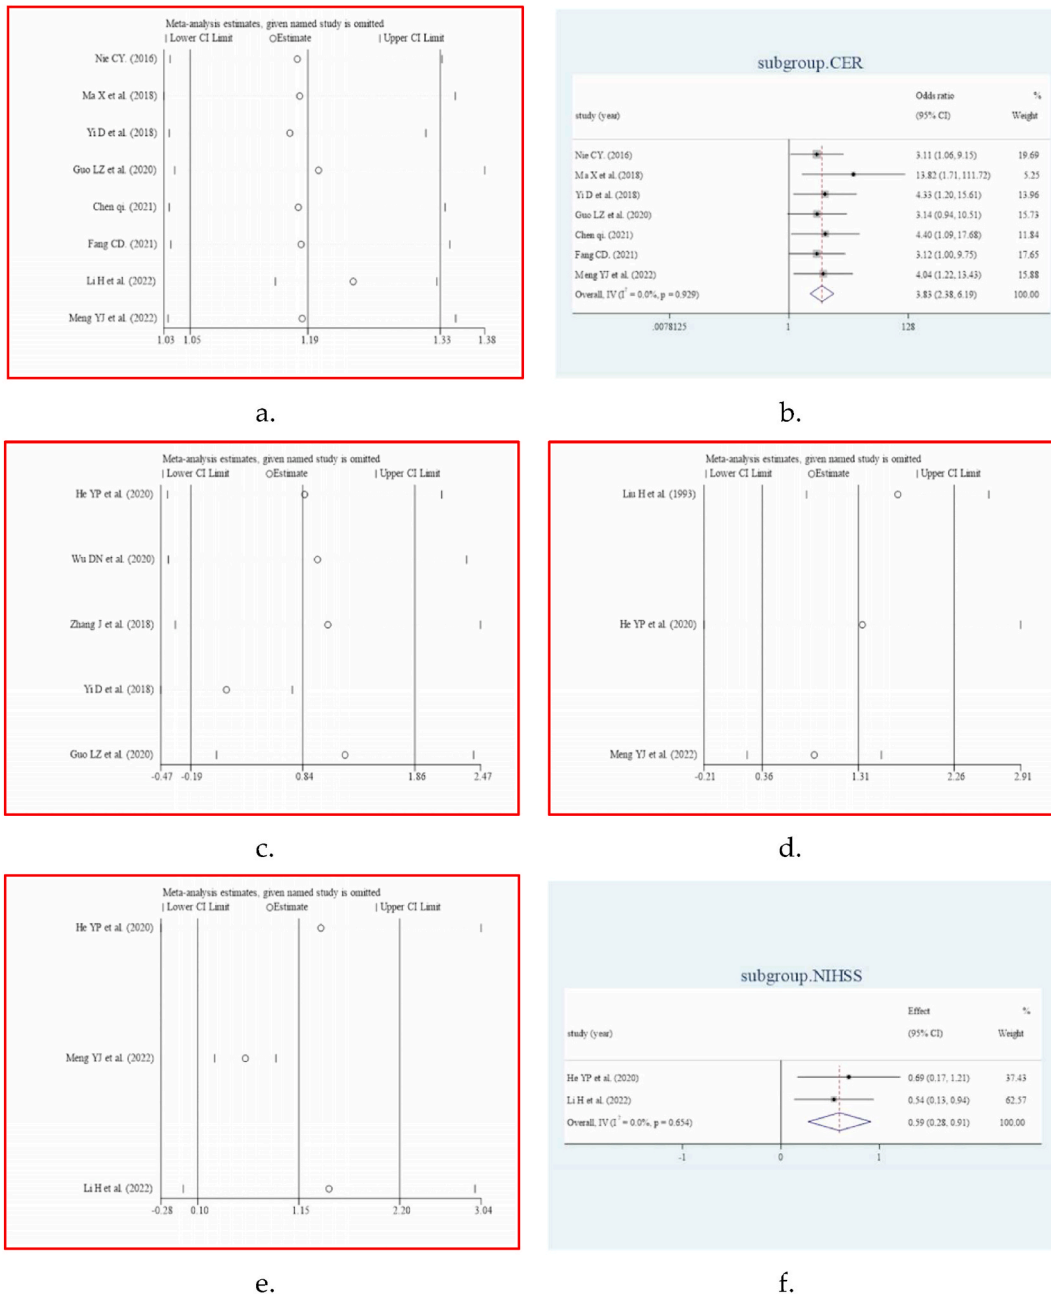 Meta-analysis estimates, given named study is omitted
| Lower CI Limit ○Estimate | Upper CI Limit
Nie CY. (2016)
Ma X et al. (2018)
Yi D et al. (2018)
Guo LZ et al. (2020)
Chen qi. (2021)
Fang CD. (2021)
Li H et al. (2022)
Meng YJ et al. (2022)
1.03 1.05 1.19 1.33 1.38
a.
subgroup.CER
Odds ratio %
study (year) (95% CI) Weight
Nie CY. (2016) 3.11 (1.06, 9.15) 19.69
Ma X et al. (2018) 13.82 (1.71, 111.72) 5.25
Yi D et al. (2018) 4.33 (1.20, 15.61) 13.96
Guo LZ et al. (2020) 3.14 (0.94, 10.51) 15.73
Chen qi. (2021) 4.40 (1.09, 17.68) 11.84
Fang CD. (2021) 3.12 (1.00, 9.75) 17.65
Meng YJ et al. (2022) 4.04 (1.22, 13.43) 15.88
Overall, IV (I² = 0.0%, p = 0.929) 3.83 (2.38, 6.19) 100.00
.0078125 1 128
b.
Meta-analysis estimates, given named study is omitted
| Lower CI Limit ○Estimate | Upper CI Limit
He YP et al. (2020)
Wu DN et al. (2020)
Zhang J et al. (2018)
Yi D et al. (2018)
Guo LZ et al. (2020)
-0.47 -0.19 0.84 1.86 2.47
c.
Meta-analysis estimates, given named study is omitted
| Lower CI Limit ○Estimate | Upper CI Limit
Liu H et al. (1993)
He YP et al. (2020)
Meng YJ et al. (2022)
-0.21 0.36 1.31 2.26 2.91
d.
Meta-analysis estimates, given named study is omitted
| Lower CI Limit ○Estimate | Upper CI Limit
He YP et al. (2020)
Meng YJ et al. (2022)
Li H et al. (2022)
-0.28 0.10 1.15 2.20 3.04
e.
subgroup.NIHSS
Effect %
study (year) (95% CI) Weight
He YP et al. (2020) 0.69 (0.17, 1.21) 37.43
Li H et al. (2022) 0.54 (0.13, 0.94) 62.57
Overall, IV (I² = 0.0%, p = 0.654) 0.59 (0.28, 0.91) 100.00
-1 0 1
f.